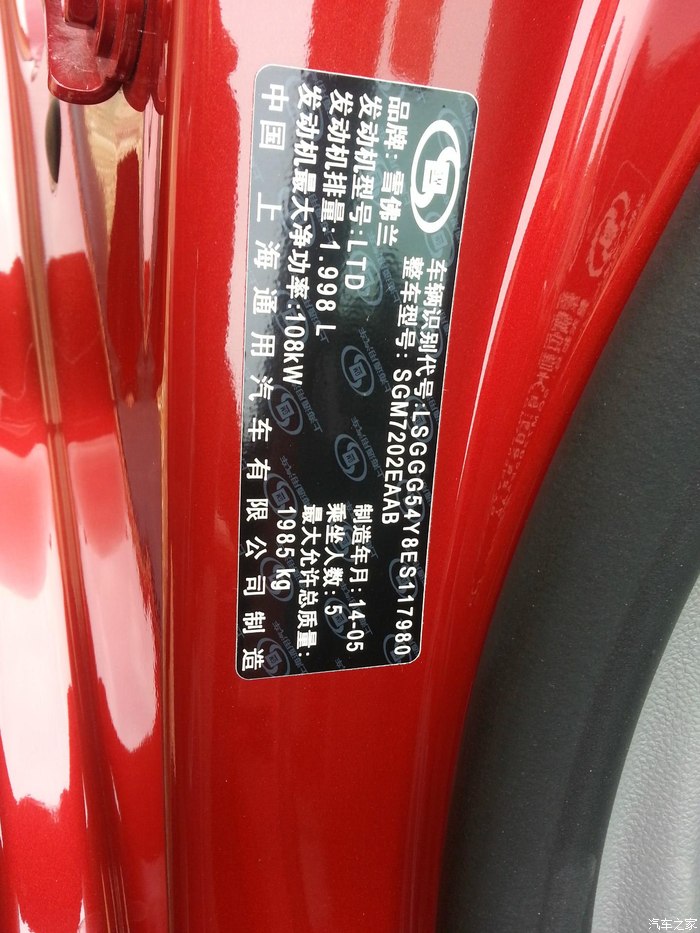 车辆识别代号:LSGGG54Y8ES117980
整车型号:SGM7202EAAB
品牌:雪佛兰
发动机型号:LTD
制造年月:14-05
发动机排量:1.998 L
乘坐人数:5
发动机最大净功率:108kW
最大允许总质量:
1985 kg
中国 上海通用汽车有限公司制造
汽车之家